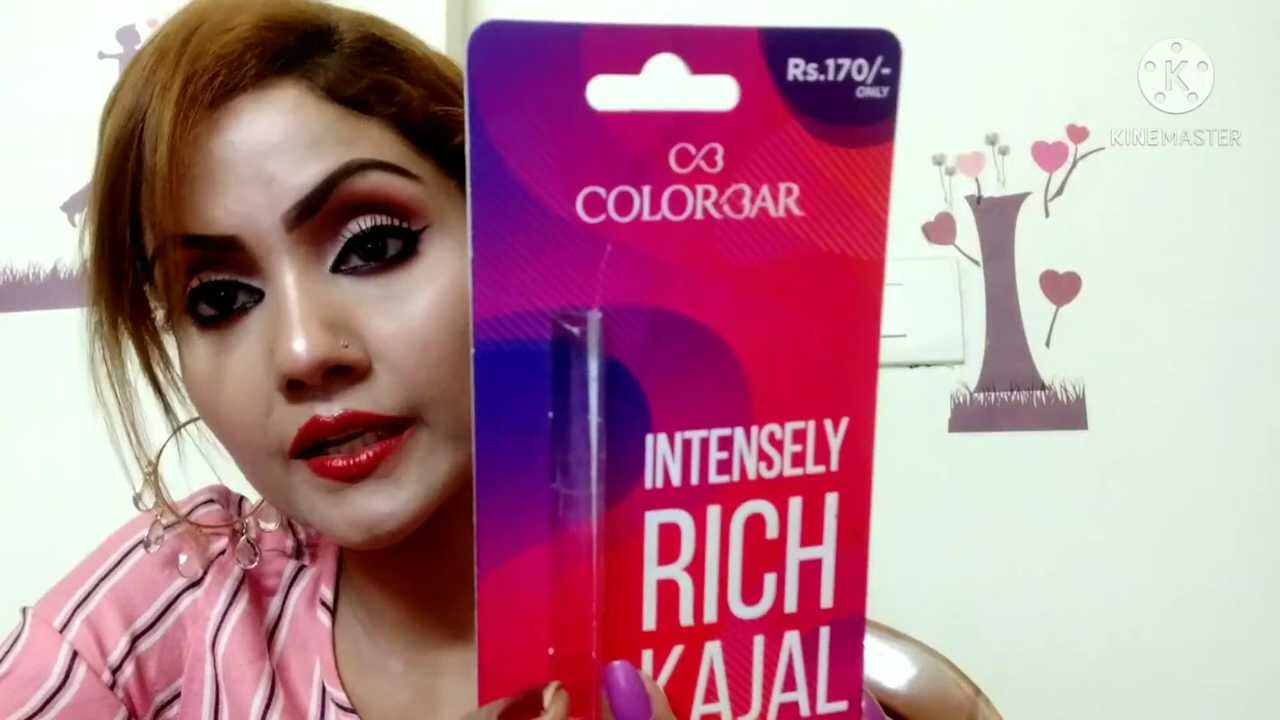 Rs.170/-
ONLY
COLORBAR
INTENSELY
RICH
KAJAL
K
KINEMASTER